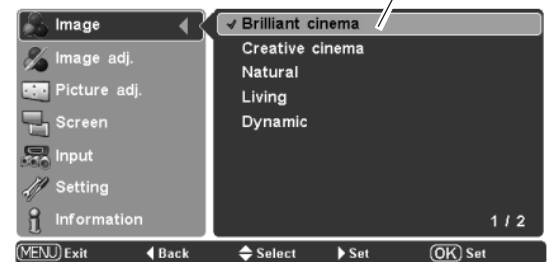 Image
Image adj.
Picture adj.
Screen
Input
Setting
Information
Brilliant cinema
Creative cinema
Natural
Living
Dynamic
1 / 2
MENU Exit Back Select Set OK Set